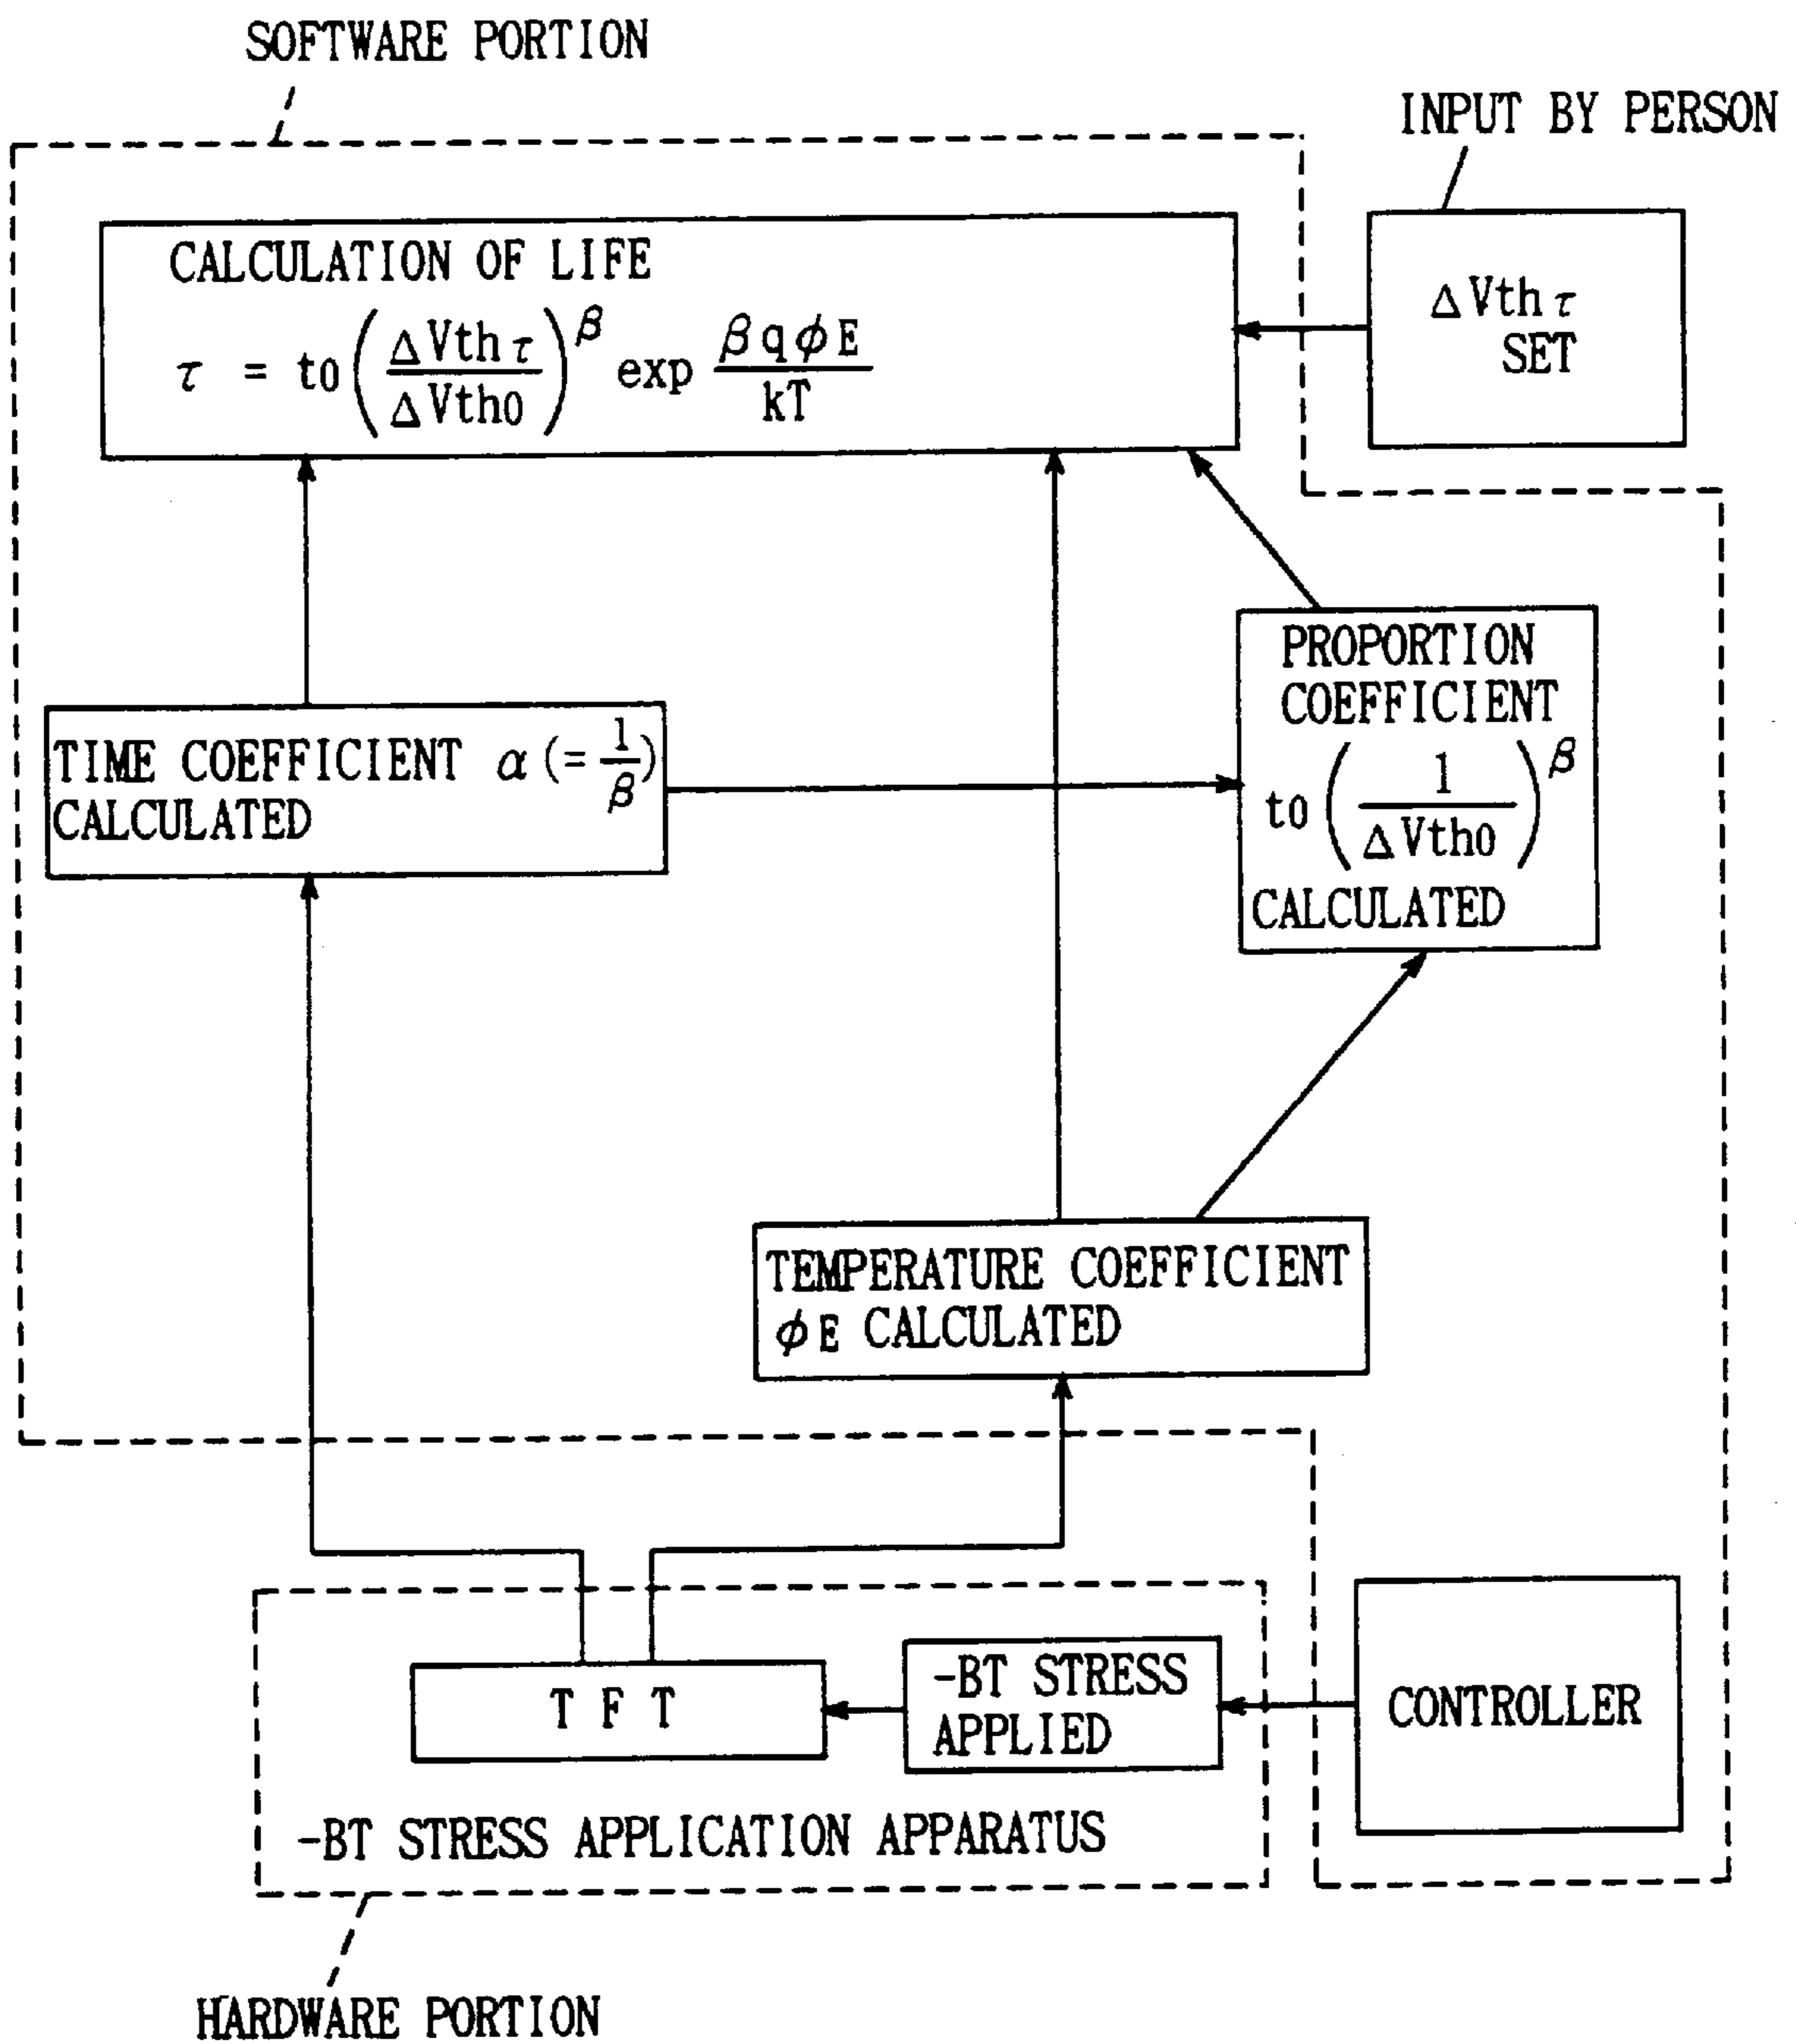 SOFTWARE PORTION
INPUT BY PERSON
CALCULATION OF LIFE
τ = t0 (ΔVthτ / ΔVth0)^β exp βqϕE / kT
ΔVthτ
SET
PROPORTION
COEFFICIENT
t0 (1 / ΔVth0)^β
CALCULATED
TIME COEFFICIENT α (= 1/β)
CALCULATED
TEMPERATURE COEFFICIENT
ϕE CALCULATED
T F T
-BT STRESS
APPLIED
CONTROLLER
-BT STRESS APPLICATION APPARATUS
HARDWARE PORTION